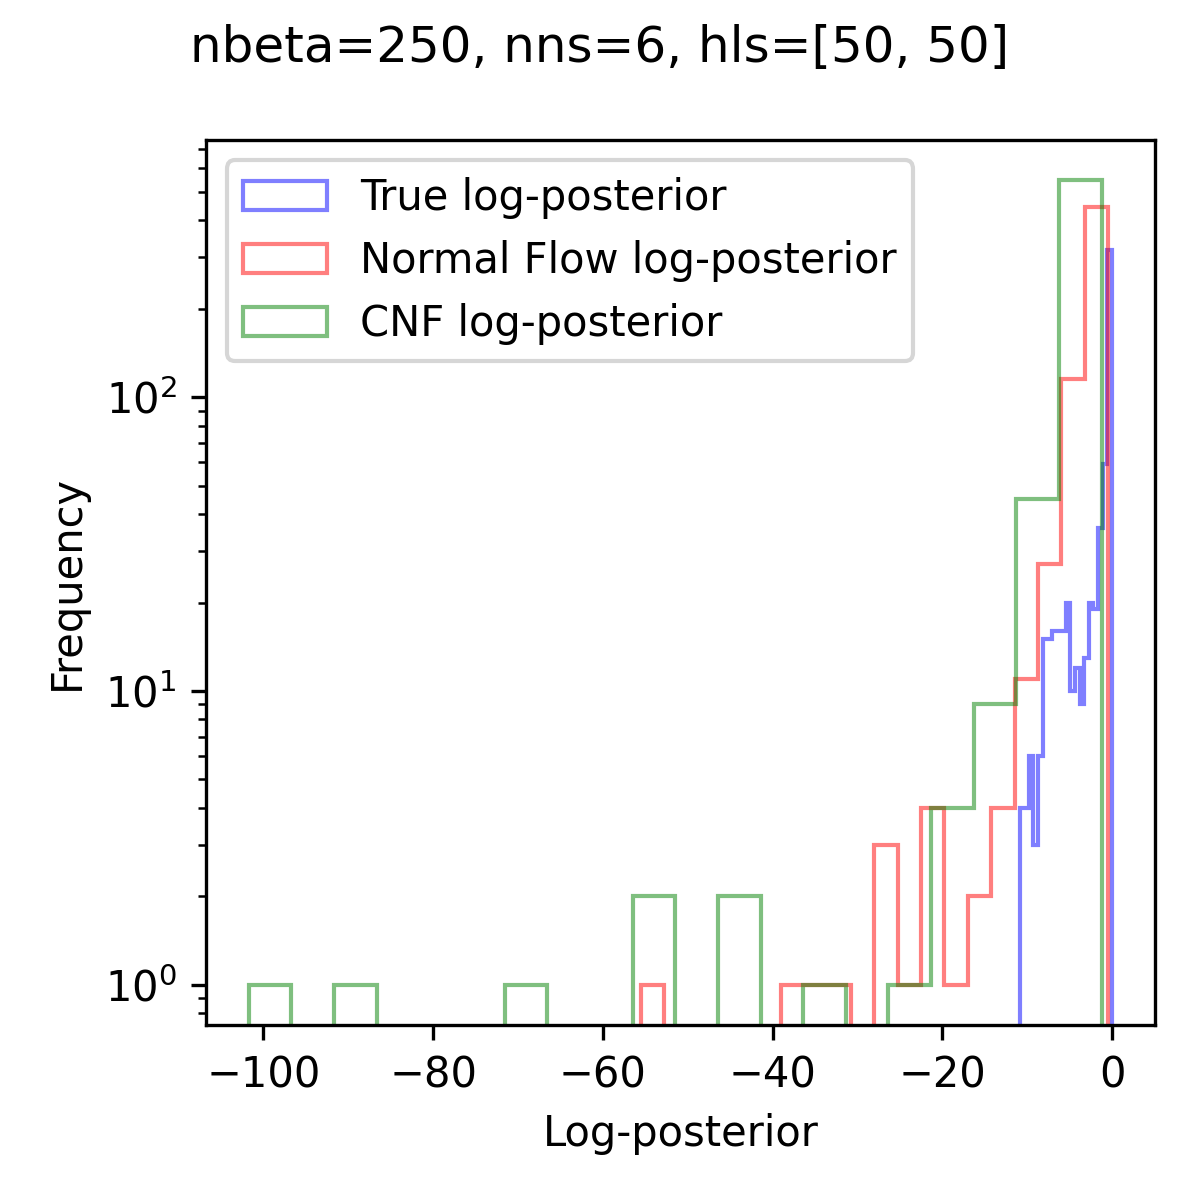 nbeta=250, nns=6, hls=[50, 50]
True log-posterior
Normal Flow log-posterior
CNF log-posterior
10²
10¹
10⁰
Frequency
−100
−80
−60
−40
−20
0
Log-posterior